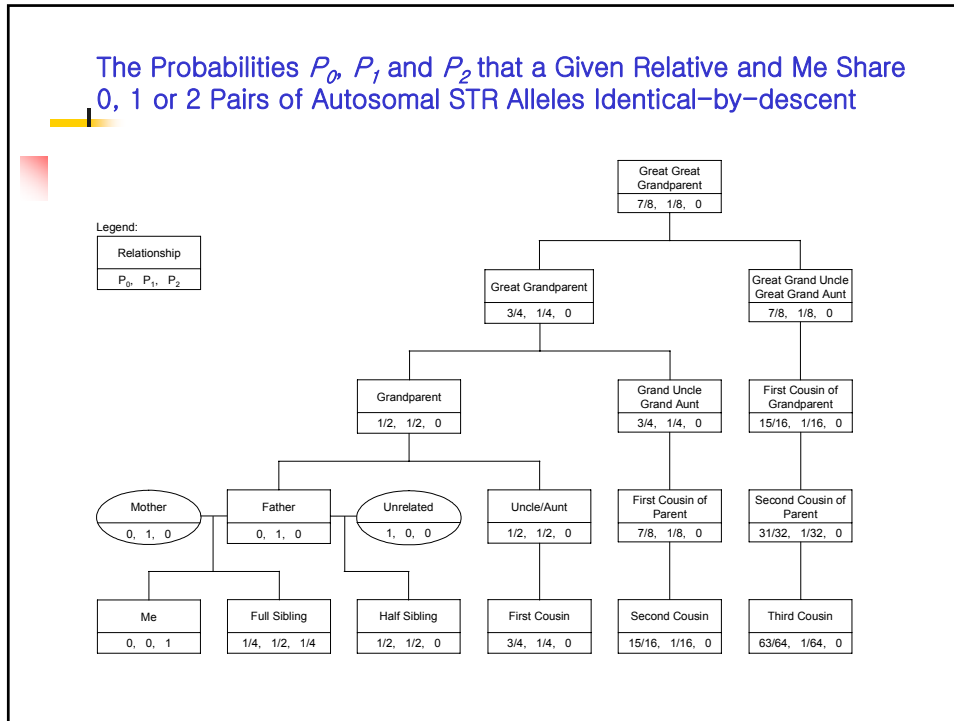 The Probabilities P0, P1 and P2 that a Given Relative and Me Share
0, 1 or 2 Pairs of Autosomal STR Alleles Identical-by-descent
Great Great
Grandparent
7/8, 1/8, 0
Legend:
Relationship
P0, P1, P2
Great Grandparent
3/4, 1/4, 0
Great Grand Uncle
Great Grand Aunt
7/8, 1/8, 0
Grandparent
1/2, 1/2, 0
Grand Uncle
Grand Aunt
3/4, 1/4, 0
First Cousin of
Grandparent
15/16, 1/16, 0
Mother
0, 1, 0
Father
0, 1, 0
Unrelated
1, 0, 0
Uncle/Aunt
1/2, 1/2, 0
First Cousin of
Parent
7/8, 1/8, 0
Second Cousin of
Parent
31/32, 1/32, 0
Me
0, 0, 1
Full Sibling
1/4, 1/2, 1/4
Half Sibling
1/2, 1/2, 0
First Cousin
3/4, 1/4, 0
Second Cousin
15/16, 1/16, 0
Third Cousin
63/64, 1/64, 0